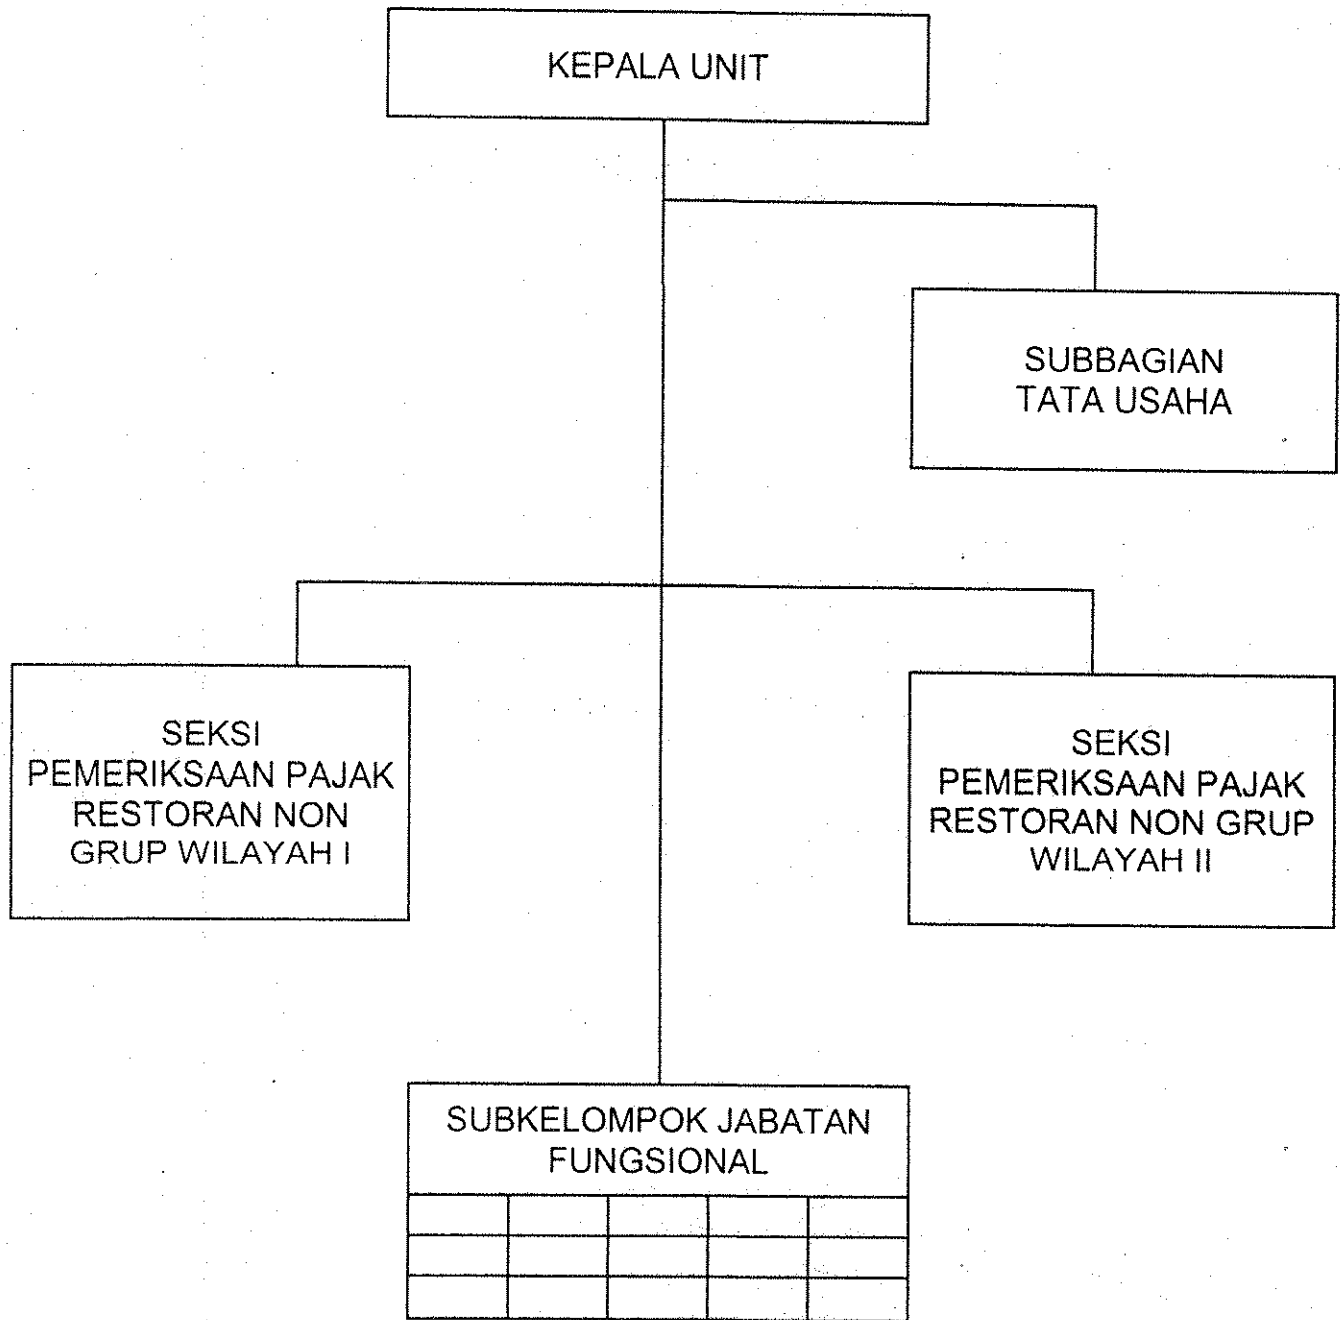 KEPALA UNIT
SUBBAGIAN
TATA USAHA
SEKSI
PEMERIKSAAN PAJAK
RESTORAN NON
GRUP WILAYAH I
SEKSI
PEMERIKSAAN PAJAK
RESTORAN NON GRUP
WILAYAH II
SUBKELOMPOK JABATAN
FUNGSIONAL